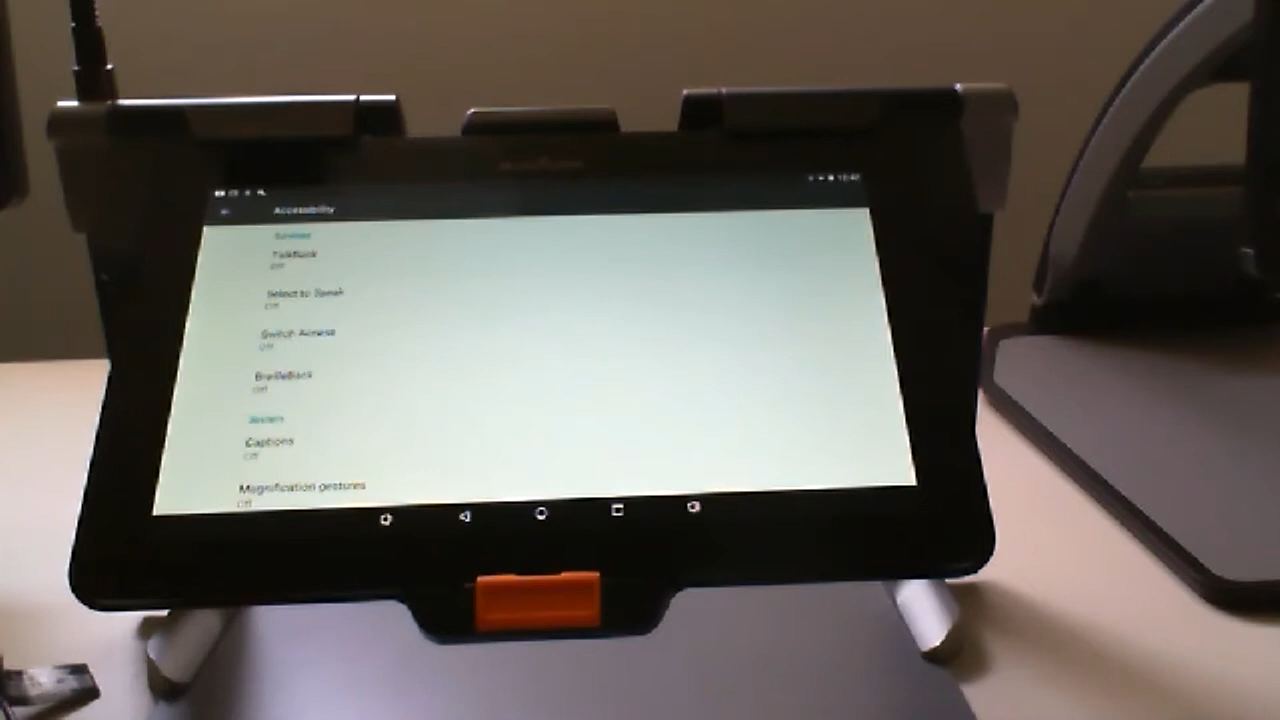 Accessibility
Services
TalkBack
Off
Select to Speak
Off
Switch Access
Off
BrailleBack
Off
System
Captions
Off
Magnification gestures
Off